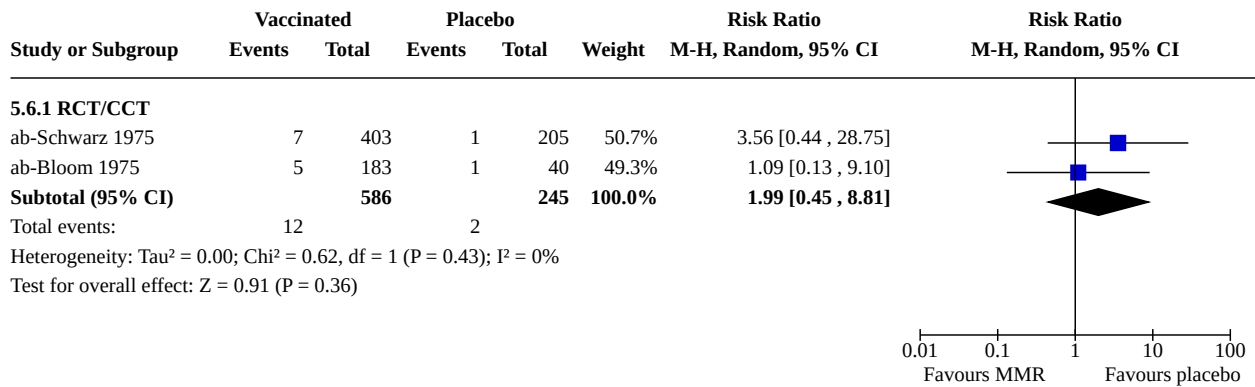 Vaccinated Placebo Risk Ratio Risk Ratio
Study or Subgroup Events Total Events Total Weight M-H, Random, 95% CI M-H, Random, 95% CI
5.6.1 RCT/CCT
ab-Schwarz 1975 7 403 1 205 50.7% 3.56 [0.44 , 28.75]
ab-Bloom 1975 5 183 1 40 49.3% 1.09 [0.13 , 9.10]
Subtotal (95% CI) 586 245 100.0% 1.99 [0.45 , 8.81]
Total events: 12 2
Heterogeneity: Tau² = 0.00; Chi² = 0.62, df = 1 (P = 0.43); I² = 0%
Test for overall effect: Z = 0.91 (P = 0.36)
0.01 0.1 1 10 100
Favours MMR Favours placebo